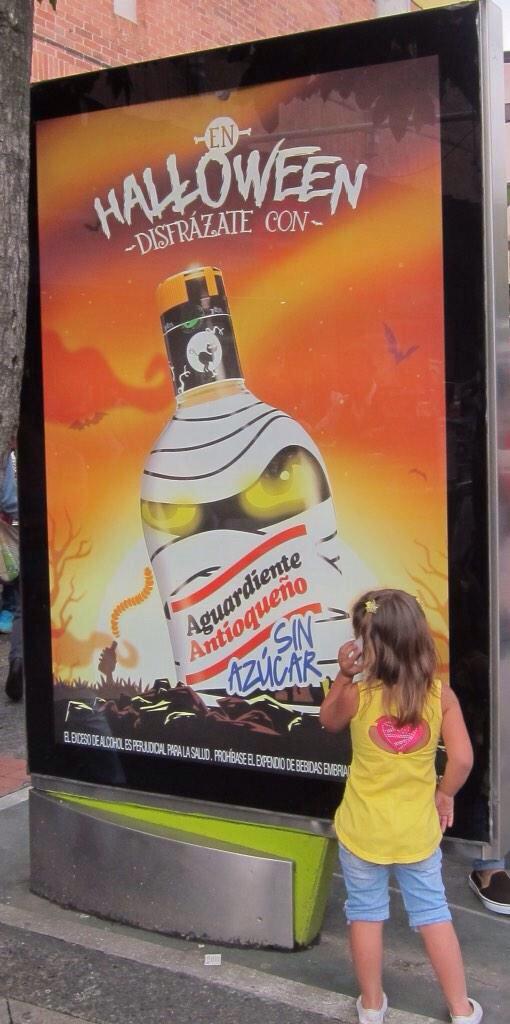 EN
HALLOWEEN
DISFRÁZATE CON
Aguardiente
Antioqueño
SIN
AZÚCAR
EL EXCESO DE ALCOHOL ES PERJUDICIAL PARA LA SALUD. PROHÍBASE EL EXPENDIO DE BEBIDAS EMBRIA